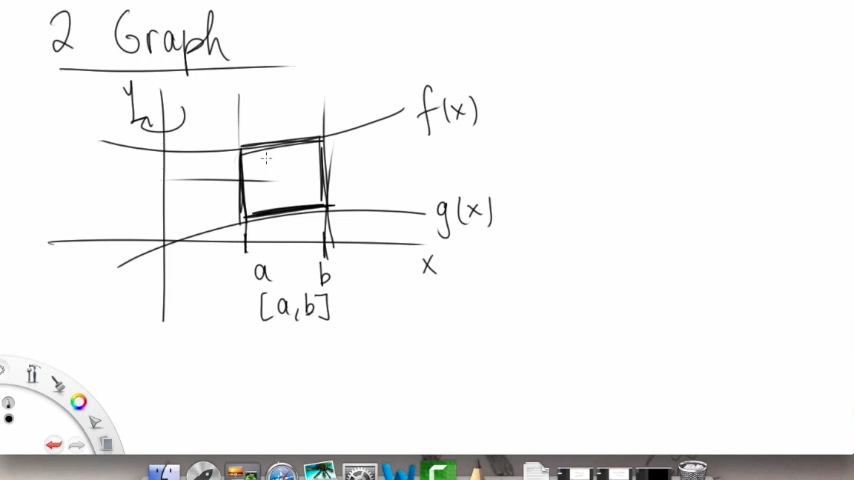 2 Graph
y
f(x)
g(x)
a b x
[a,b]